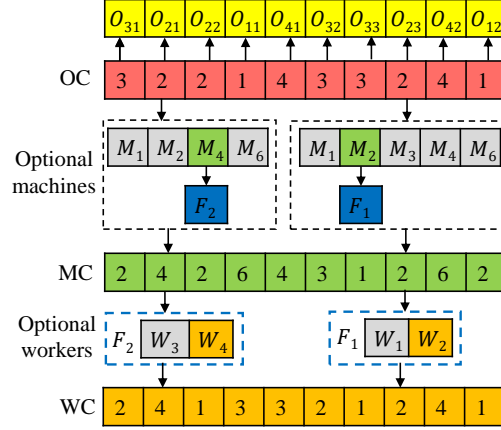 O₃₁ O₂₁ O₂₂ O₁₁ O₄₁ O₃₂ O₃₃ O₂₃ O₄₂ O₁₂
OC 3 2 2 1 4 3 3 2 4 1
Optional machines
M₁ M₂ M₄ M₆
F₂
M₁ M₂ M₃ M₄ M₆
F₁
MC 2 4 2 6 4 3 1 2 6 2
Optional workers
F₂ W₃ W₄
F₁ W₁ W₂
WC 2 4 1 3 3 2 1 2 4 1